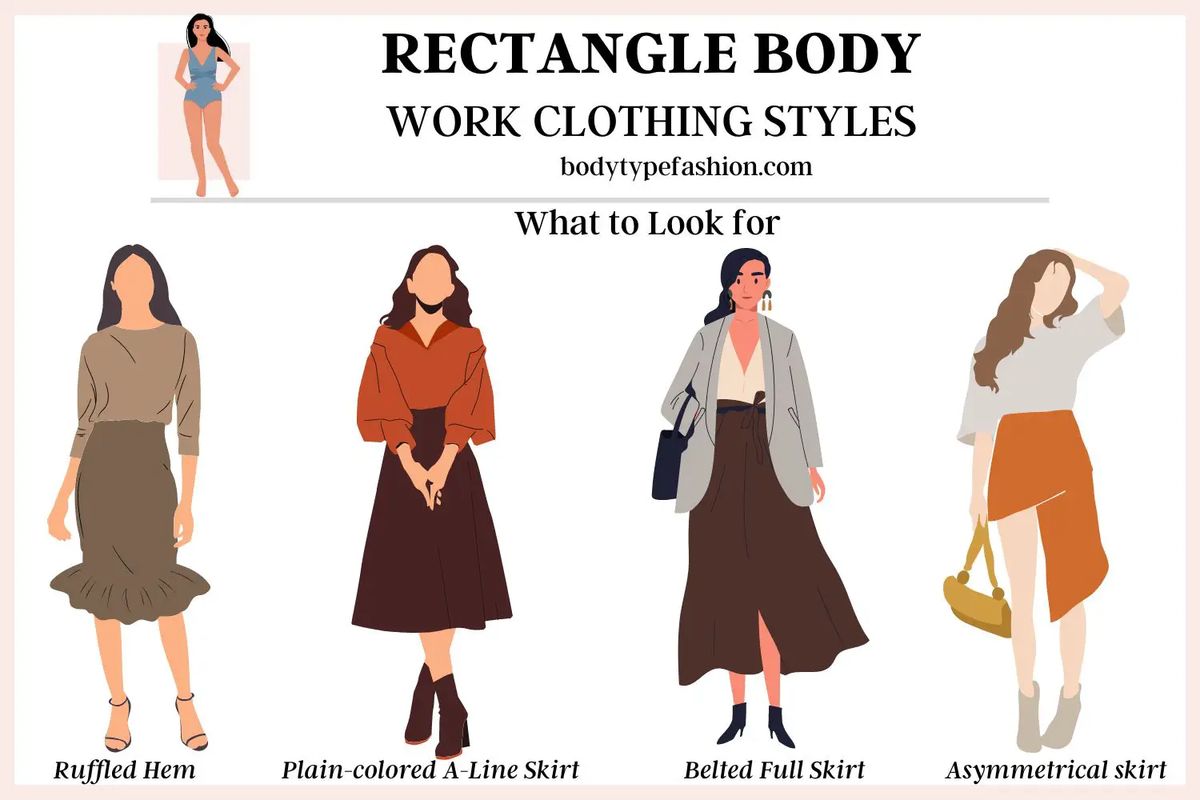 RECTANGLE BODY
WORK CLOTHING STYLES
bodytypefashion.com
What to Look for
Ruffled Hem
Plain-colored A-Line Skirt
Belted Full Skirt
Asymmetrical skirt